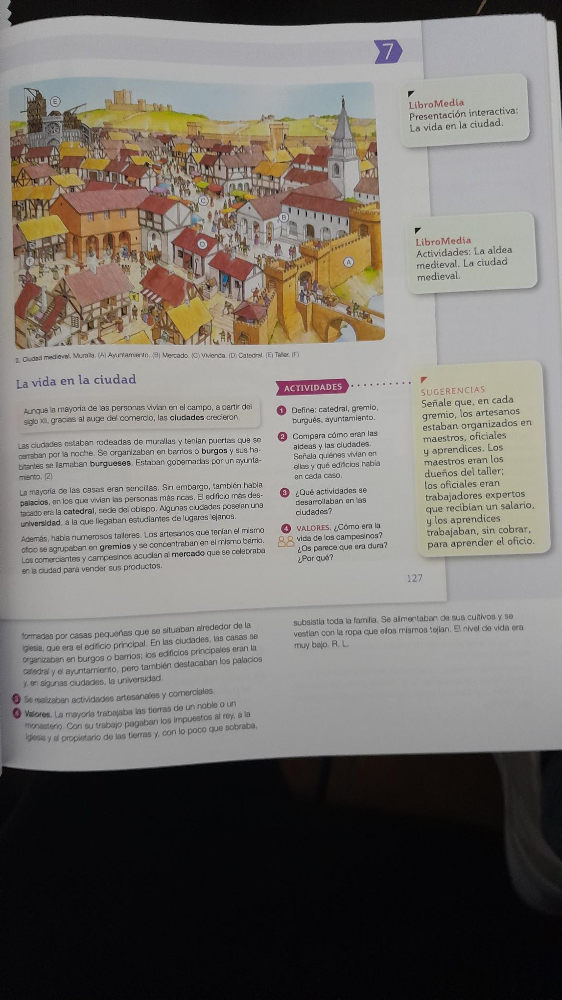 7
E
C
B
D
A
F
2. Ciudad medieval. Muralla. (A) Ayuntamiento. (B) Mercado. (C) Vivienda. (D) Catedral. (E) Taller. (F)
La vida en la ciudad
Aunque la mayoría de las personas vivían en el campo, a partir del
siglo XII, gracias al auge del comercio, las ciudades crecieron.
Las ciudades estaban rodeadas de murallas y tenían puertas que se
cerraban por la noche. Se organizaban en barrios o burgos y sus ha-
bitantes se llamaban burgueses. Estaban gobernadas por un ayunta-
miento. (2)
La mayoría de las casas eran sencillas. Sin embargo, también había
palacios, en los que vivían las personas más ricas. El edificio más des-
tacado era la catedral, sede del obispo. Algunas ciudades poseían una
universidad, a la que llegaban estudiantes de lugares lejanos.
Además, había numerosos talleres. Los artesanos que tenían el mismo
oficio se agrupaban en gremios y se concentraban en el mismo barrio.
Los comerciantes y campesinos acudían al mercado que se celebraba
en la ciudad para vender sus productos.
ACTIVIDADES
1 Define: catedral, gremio,
burgués, ayuntamiento.
2 Compara cómo eran las
aldeas y las ciudades.
Señala quiénes vivían en
ellas y qué edificios había
en cada caso.
3 ¿Qué actividades se
desarrollaban en las
ciudades?
4 VALORES. ¿Cómo era la
vida de los campesinos?
¿Os parece que era dura?
¿Por qué?
127
LibroMedia
Presentación interactiva:
La vida en la ciudad.
LibroMedia
Actividades: La aldea
medieval. La ciudad
medieval.
SUGERENCIAS
Señale que, en cada
gremio, los artesanos
estaban organizados en
maestros, oficiales
y aprendices. Los
maestros eran los
dueños del taller;
los oficiales eran
trabajadores expertos
que recibían un salario,
y los aprendices
trabajaban, sin cobrar,
para aprender el oficio.
formadas por casas pequeñas que se situaban alrededor de la
iglesia, que era el edificio principal. En las ciudades, las casas se
organizaban en burgos o barrios; los edificios principales eran la
catedral y el ayuntamiento, pero también destacaban los palacios
y, en algunas ciudades, la universidad.
3 Se realizaban actividades artesanales y comerciales.
4 Valores. La mayoría trabajaba las tierras de un noble o un
monasterio. Con su trabajo pagaban los impuestos al rey, a la
Iglesia y al propietario de las tierras y, con lo poco que sobraba,
subsistía toda la familia. Se alimentaban de sus cultivos y se
vestían con la ropa que ellos mismos tejían. El nivel de vida era
muy bajo. R. L.